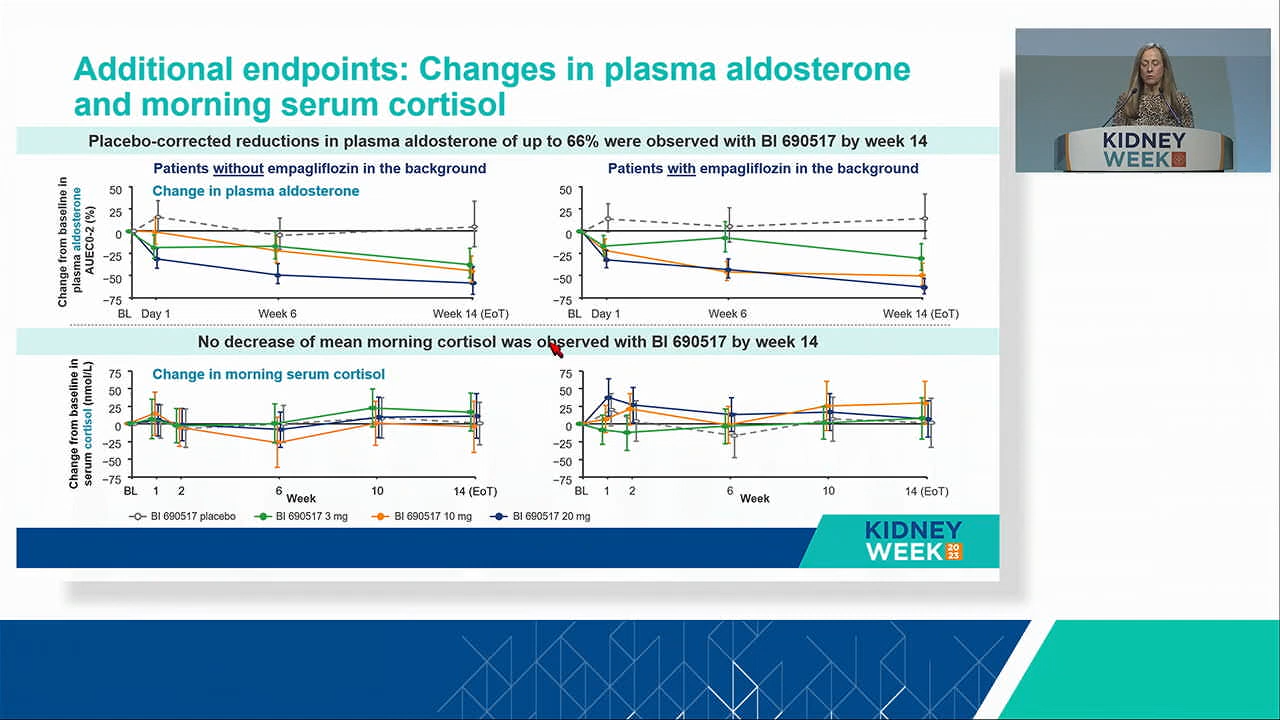 Additional endpoints: Changes in plasma aldosterone
and morning serum cortisol
Placebo-corrected reductions in plasma aldosterone of up to 66% were observed with BI 690517 by week 14
Patients without empagliflozin in the background
Patients with empagliflozin in the background
Change from baseline in
plasma aldosterone
AUEC0-2 (%)
Change in plasma aldosterone
50
25
0
−25
−50
−75
BL Day 1 Week 6 Week 14 (EoT)
50
25
0
−25
−50
−75
BL Day 1 Week 6 Week 14 (EoT)
No decrease of mean morning cortisol was observed with BI 690517 by week 14
Change from baseline in
serum cortisol (nmol/L)
Change in morning serum cortisol
75
50
25
0
−25
−50
−75
BL 1 2 6 10 14 (EoT)
Week
75
50
25
0
−25
−50
−75
BL 1 2 6 10 14 (EoT)
Week
BI 690517 placebo BI 690517 3 mg BI 690517 10 mg BI 690517 20 mg
KIDNEY
WEEK 20
23
KIDNEY
WEEK